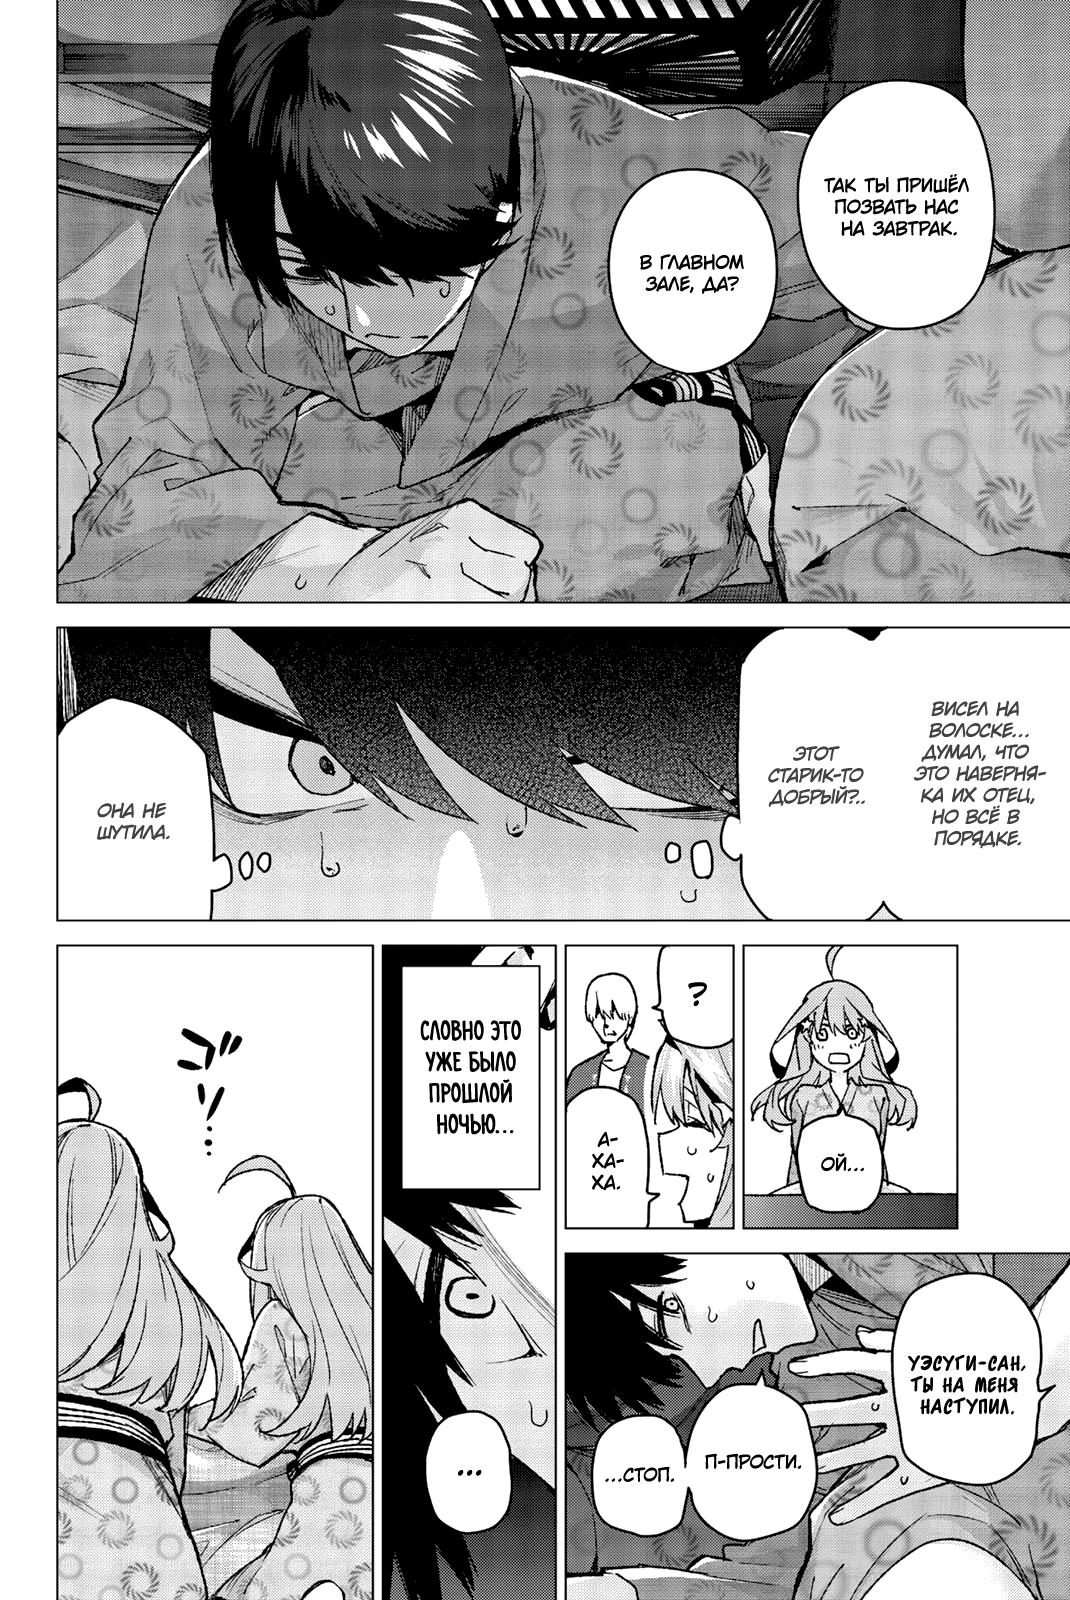 ТАК ТЫ ПРИШЁЛ
ПОЗВАТЬ НАС
НА ЗАВТРАК.
В ГЛАВНОМ
ЗАЛЕ, ДА?
ВИСЕЛ НА
ВОЛОСКЕ...
ДУМАЛ, ЧТО
ЭТО НАВЕРНЯ-
КА ИХ ОТЕЦ,
НО ВСЁ В
ПОРЯДКЕ.
ЭТОТ
СТАРИК-ТО
ДОБРЫЙ?..
ОНА НЕ
ШУТИЛА.
ОЙ...
?
А-
ХА-
ХА.
СЛОВНО ЭТО
УЖЕ БЫЛО
ПРОШЛОЙ
НОЧЬЮ...
УЭСУГИ-САН,
ТЫ НА МЕНЯ
НАСТУПИЛ.
П-ПРОСТИ.
...СТОП.
...